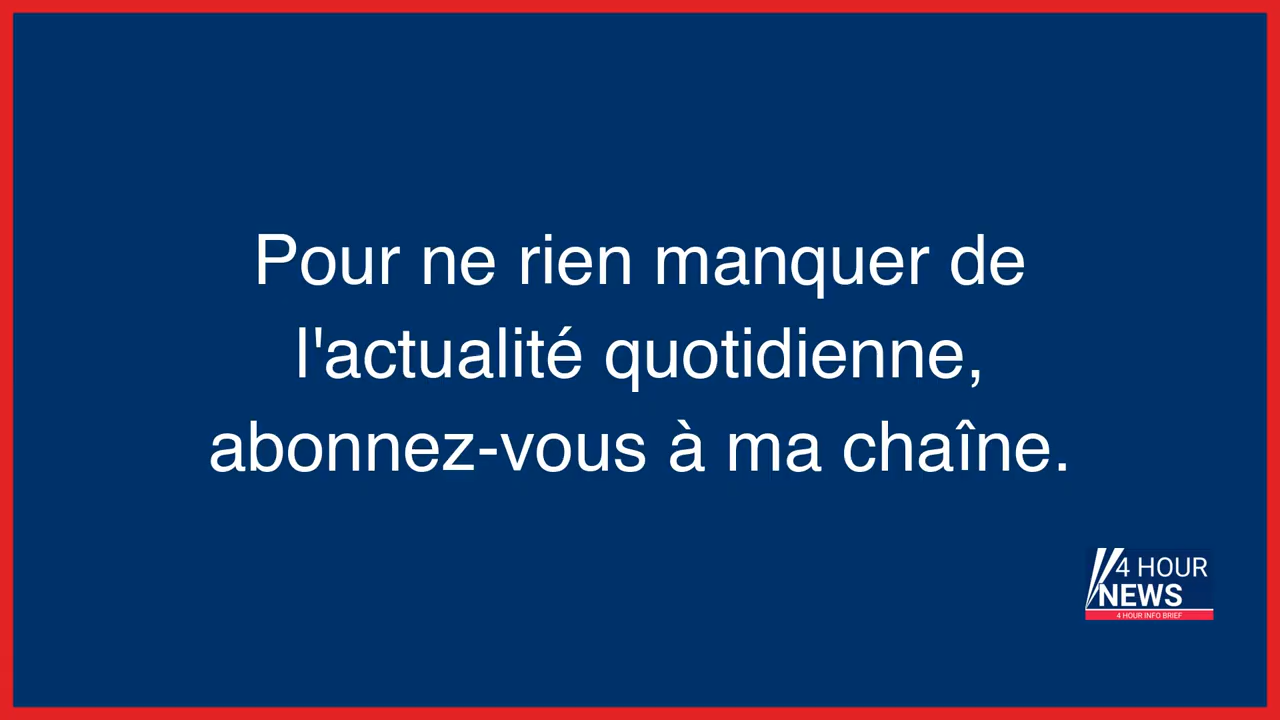 Pour ne rien manquer de
l'actualité quotidienne,
abonnez-vous à ma chaîne.
4 HOUR
NEWS
4 HOUR INFO BRIEF